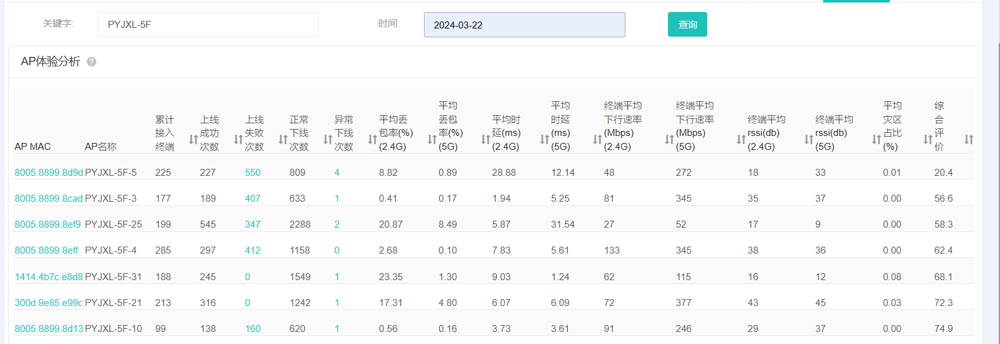 关键字: PYJXL-5F 时间: 2024-03-22 查询
AP体验分析 ?
平均 平均 终端平均 终端平均 平均 综
累计 上线 上线 正常 异常 平均丢 丢包 平均时 时延 下行速率 下行速率 终端平均 终端平均 灾区 合
接入 成功 失败 下线 下线 包率(%) 率(%) 延(ms) (ms) (Mbps) (Mbps) rssi(db) rssi(db) 占比 评
AP MAC AP名称 终端 次数 次数 次数 次数 (2.4G) (5G) (2.4G) (5G) (2.4G) (5G) (2.4G) (5G) (%) 价
8005.8899.8d9d PYJXL-5F-5 225 227 550 809 4 8.82 0.89 28.88 12.14 48 272 18 33 0.01 20.4
8005.8899.8cad PYJXL-5F-3 177 189 407 633 1 0.41 0.17 1.94 5.25 81 345 35 37 0.00 56.6
8005.8899.8ef9 PYJXL-5F-25 199 545 347 2288 2 20.87 8.49 5.87 31.54 27 52 17 9 0.00 58.3
8005.8899.8eff PYJXL-5F-4 285 297 412 1158 0 2.68 0.10 7.83 5.61 133 345 38 36 0.00 62.4
1414.4b7c.e8d8 PYJXL-5F-31 188 245 0 1549 1 23.35 1.30 9.03 1.24 62 115 16 12 0.08 68.1
300d.9e85.e99c PYJXL-5F-21 213 316 0 1242 1 17.31 4.80 6.07 6.09 72 377 43 45 0.03 72.3
8005.8899.8d13 PYJXL-5F-10 99 138 160 620 1 0.56 0.16 3.73 3.61 91 246 29 37 0.00 74.9